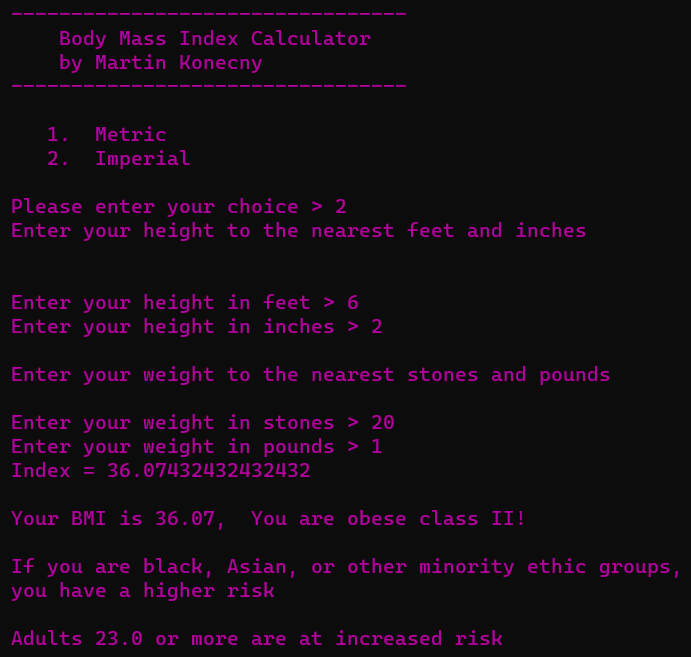 ---------------------------------
Body Mass Index Calculator
by Martin Konecny
---------------------------------
1.  Metric
2.  Imperial
Please enter your choice > 2
Enter your height to the nearest feet and inches
Enter your height in feet > 6
Enter your height in inches > 2
Enter your weight to the nearest stones and pounds
Enter your weight in stones > 20
Enter your weight in pounds > 1
Index = 36.07432432432432
Your BMI is 36.07,  You are obese class II!
If you are black, Asian, or other minority ethic groups,
you have a higher risk
Adults 23.0 or more are at increased risk